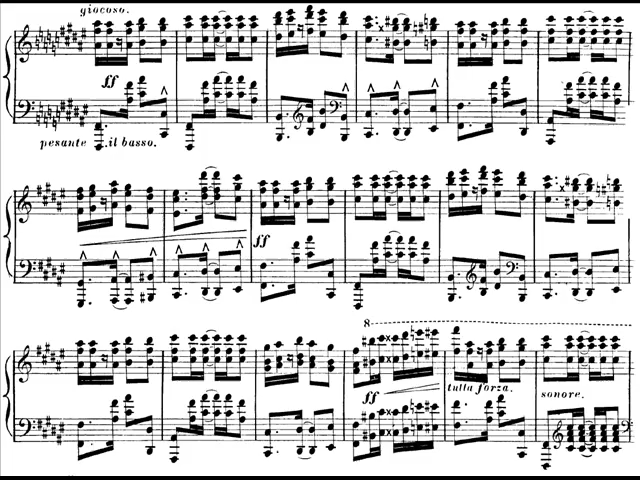 giocoso.
ff
pesante il basso.
ff
8
ff
tutta forza.
sonore.